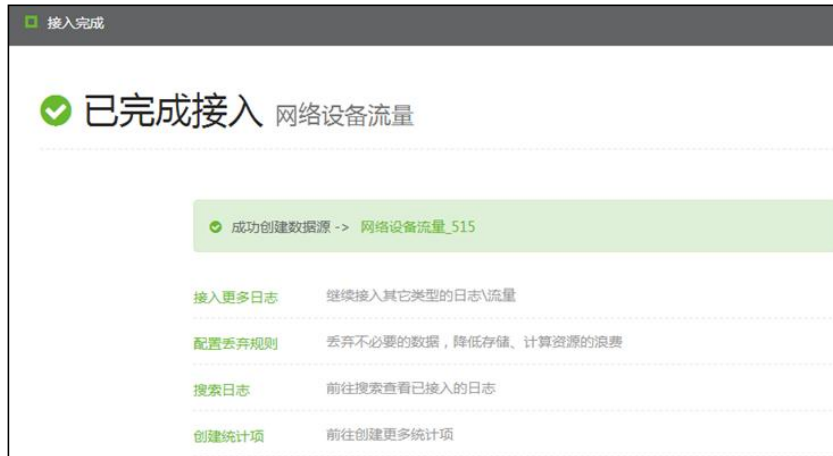 接入完成
已完成接入 网络设备流量
成功创建数据源 -> 网络设备流量_515
接入更多日志 继续接入其它类型的日志\流量
配置丢弃规则 丢弃不必要的数据，降低存储、计算资源的浪费
搜索日志 前往搜索查看已接入的日志
创建统计项 前往创建更多统计项